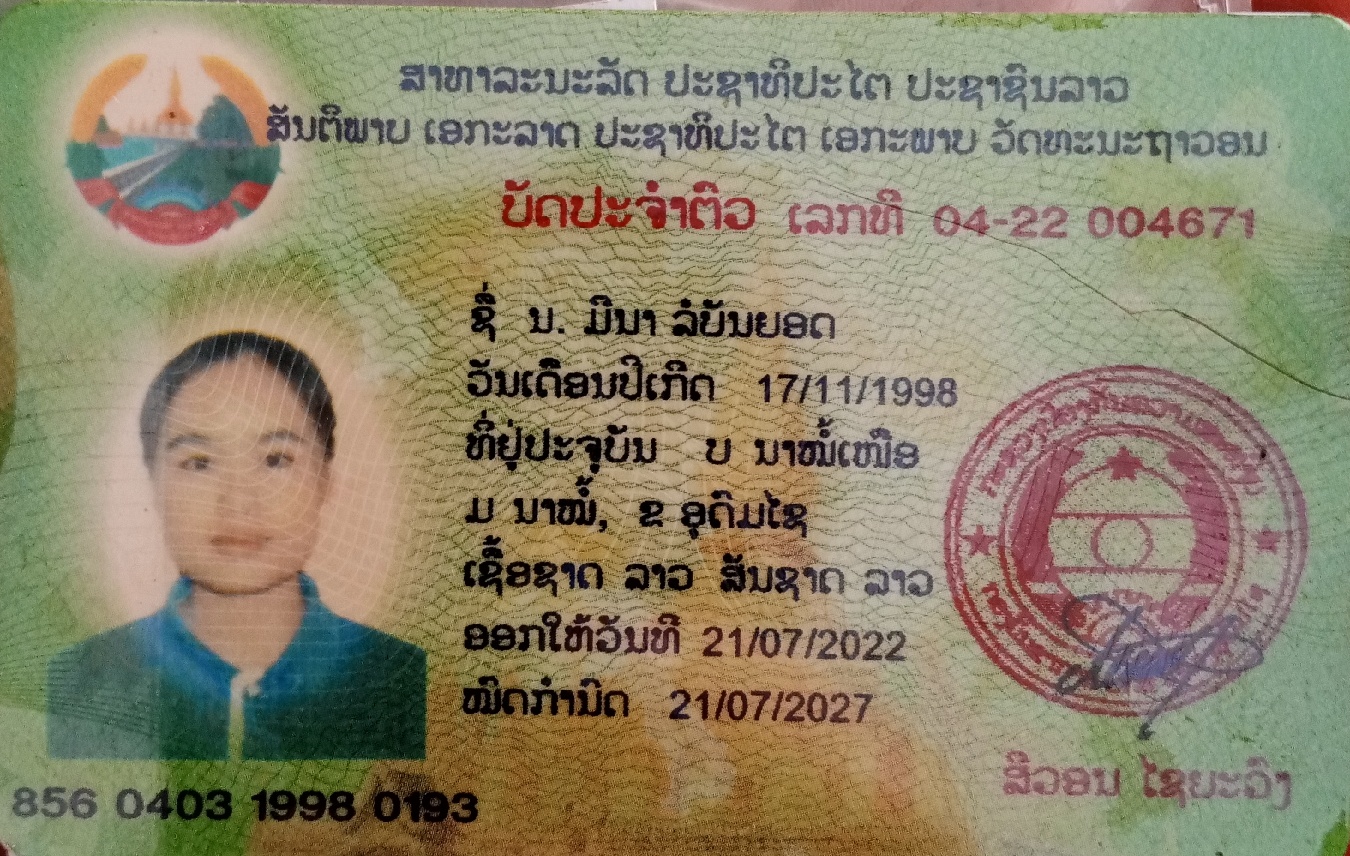 ສາທາລະນະລັດ ປະຊາທິປະໄຕ ປະຊາຊົນລາວ
ສັນຕິພາບ ເອກະລາດ ປະຊາທິປະໄຕ ເອກະພາບ ວັດທະນະຖາວອນ
ບັດປະຈຳຕົວ ເລກທີ 04-22 004671
ຊື່ ນ. ມີນາ ລໍບັນຍອດ
ວັນເດືອນປີເກີດ 17/11/1998
ທີ່ຢູ່ປະຈຸບັນ ບ ນາໝໍ້ເໜືອ
ມ ນາໝໍ້, ຂ ອຸດົມໄຊ
ເຊື້ອຊາດ ລາວ ສັນຊາດ ລາວ
ອອກໃຫ້ວັນທີ 21/07/2022
ໝົດກຳນົດ 21/07/2027
ສີວອນ ໄຊຍະວົງ
856 0403 1998 0193